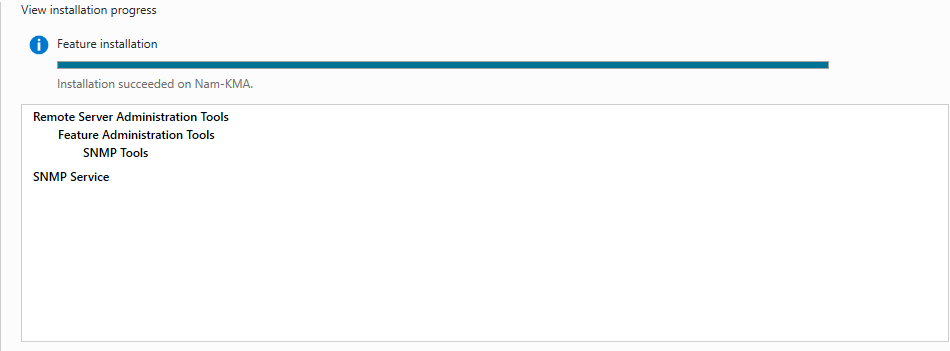 View installation progress
Feature installation
Installation succeeded on Nam-KMA.
Remote Server Administration Tools
Feature Administration Tools
SNMP Tools
SNMP Service